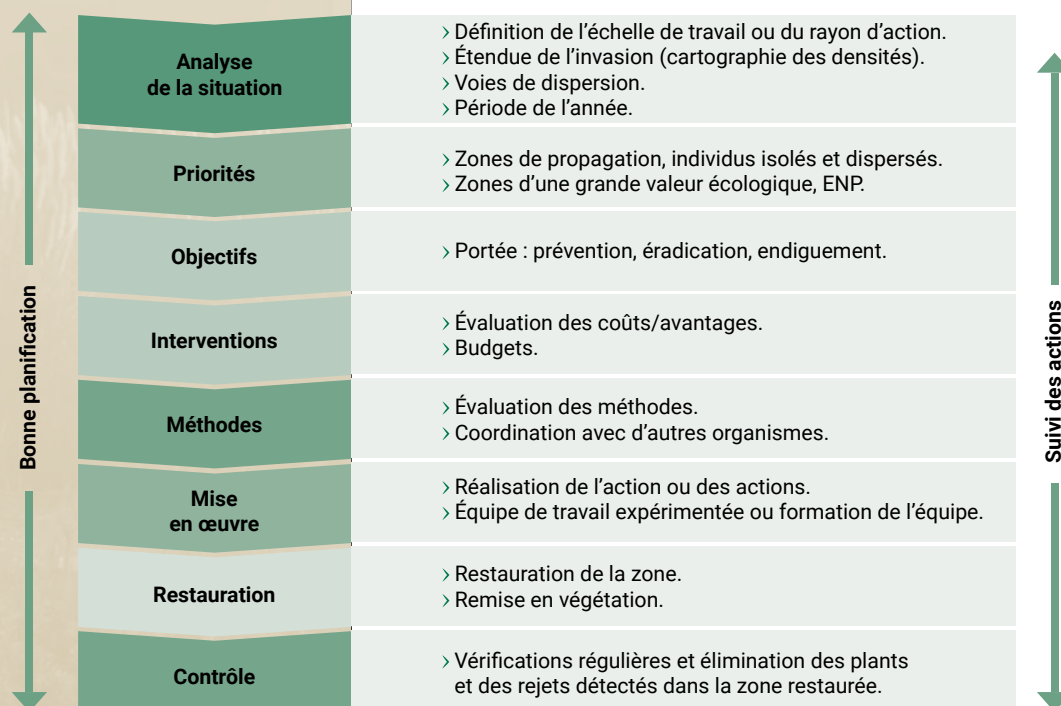 Bonne planification
Analyse
de la situation
› Définition de l’échelle de travail ou du rayon d’action.
› Étendue de l’invasion (cartographie des densités).
› Voies de dispersion.
› Période de l’année.
Priorités
› Zones de propagation, individus isolés et dispersés.
› Zones d’une grande valeur écologique, ENP.
Objectifs
› Portée : prévention, éradication, endiguement.
Interventions
› Évaluation des coûts/avantages.
› Budgets.
Méthodes
› Évaluation des méthodes.
› Coordination avec d’autres organismes.
Mise
en œuvre
› Réalisation de l’action ou des actions.
› Équipe de travail expérimentée ou formation de l’équipe.
Restauration
› Restauration de la zone.
› Remise en végétation.
Contrôle
› Vérifications régulières et élimination des plants
et des rejets détectés dans la zone restaurée.
Suivi des actions